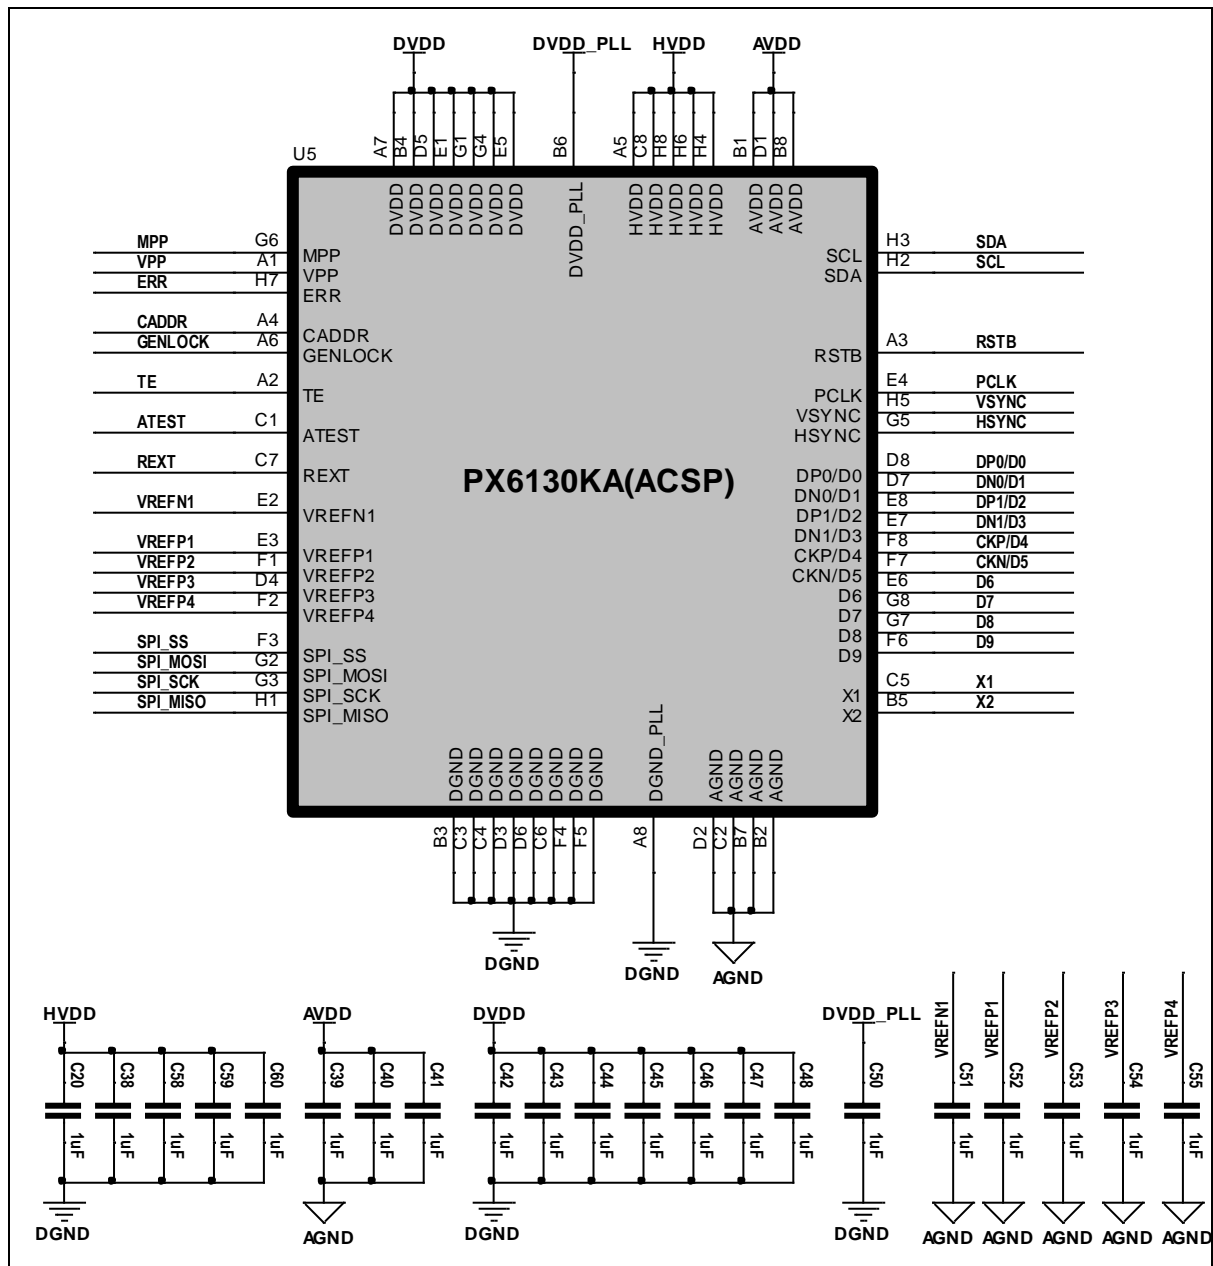 DVDD DVDD_PLL HVDD AVDD
A7 B4 D5 E1 G1 G4 E5 B6 A5 C8 H8 H6 H4 B1 D1 B8
U5
DVDD DVDD DVDD DVDD DVDD DVDD DVDD DVDD_PLL HVDD HVDD HVDD HVDD HVDD AVDD AVDD AVDD
MPP G6 MPP SCL H3 SDA
VPP A1 VPP SDA H2 SCL
ERR H7 ERR
CADDR A4 CADDR
GENLOCK A6 GENLOCK RSTB A3 RSTB
TE A2 TE PCLK E4 PCLK
VSYNC H5 VSYNC
ATEST C1 ATEST HSYNC G5 HSYNC
REXT C7 REXT DP0/D0 D8 DP0/D0
PX6130KA(ACSP)
DN0/D1 D7 DN0/D1
VREFN1 E2 VREFN1 DP1/D2 E8 DP1/D2
DN1/D3 E7 DN1/D3
VREFP1 E3 VREFP1 CKP/D4 F8 CKP/D4
VREFP2 F1 VREFP2 CKN/D5 F7 CKN/D5
VREFP3 D4 VREFP3 D6 E6 D6
VREFP4 F2 VREFP4 D7 G8 D7
D8 G7 D8
SPI_SS F3 SPI_SS D9 F6 D9
SPI_MOSI G2 SPI_MOSI
SPI_SCK G3 SPI_SCK X1 C5 X1
SPI_MISO H1 SPI_MISO X2 B5 X2
DGND DGND DGND DGND DGND DGND DGND DGND DGND_PLL AGND AGND AGND AGND
B3 C3 C4 D3 D6 C6 F4 F5 A8 D2 C2 B7 B2
DGND DGND AGND
HVDD AVDD DVDD DVDD_PLL VREFN1 VREFP1 VREFP2 VREFP3 VREFP4
C20 C38 C58 C59 C60 C39 C40 C41 C42 C43 C44 C45 C46 C47 C48 C50 C51 C52 C53 C54 C55
1uF 1uF 1uF 1uF 1uF 1uF 1uF 1uF 1uF 1uF 1uF 1uF 1uF 1uF 1uF 1uF 1uF 1uF 1uF 1uF 1uF
DGND AGND DGND DGND AGND AGND AGND AGND AGND